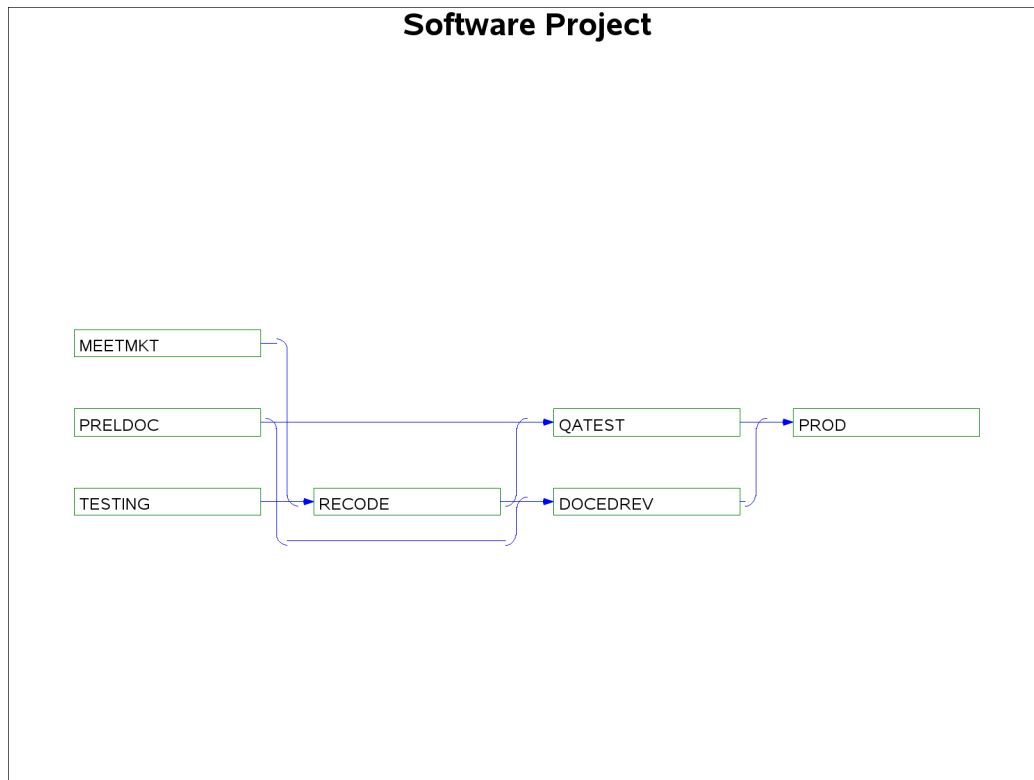 Software Project
MEETMKT
PRELDOC
QATEST
PROD
TESTING
RECODE
DOCEDREV